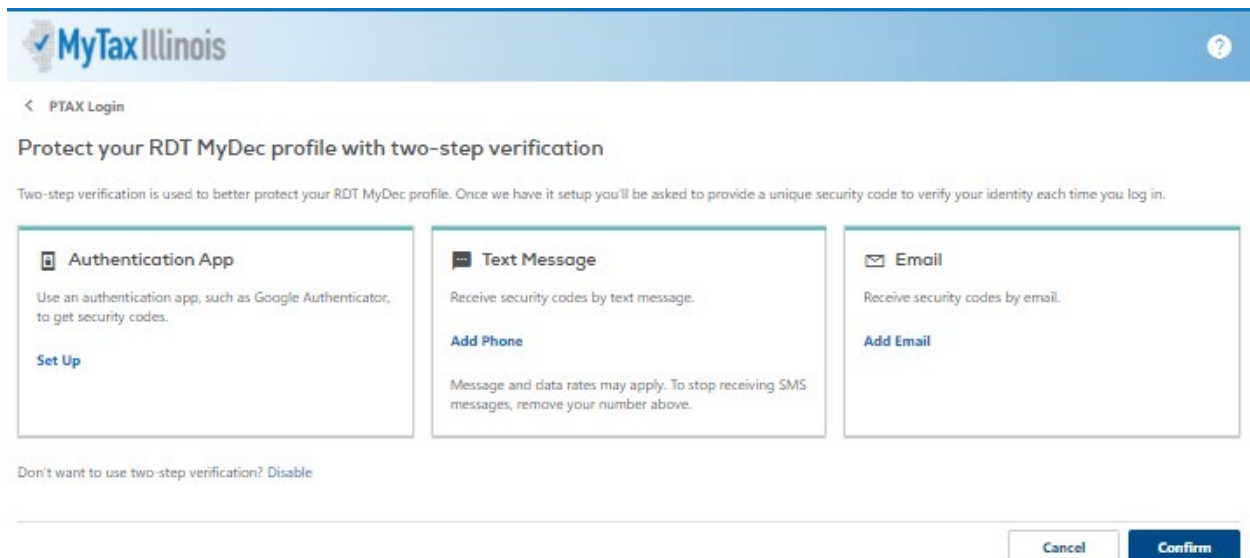 MyTax Illinois
?
< PTAX Login
Protect your RDT MyDec profile with two-step verification
Two-step verification is used to better protect your RDT MyDec profile. Once we have it setup you'll be asked to provide a unique security code to verify your identity each time you log in.
Authentication App
Use an authentication app, such as Google Authenticator,
to get security codes.
Set Up
Text Message
Receive security codes by text message.
Add Phone
Message and data rates may apply. To stop receiving SMS
messages, remove your number above.
Email
Receive security codes by email.
Add Email
Don't want to use two-step verification? Disable
Cancel
Confirm